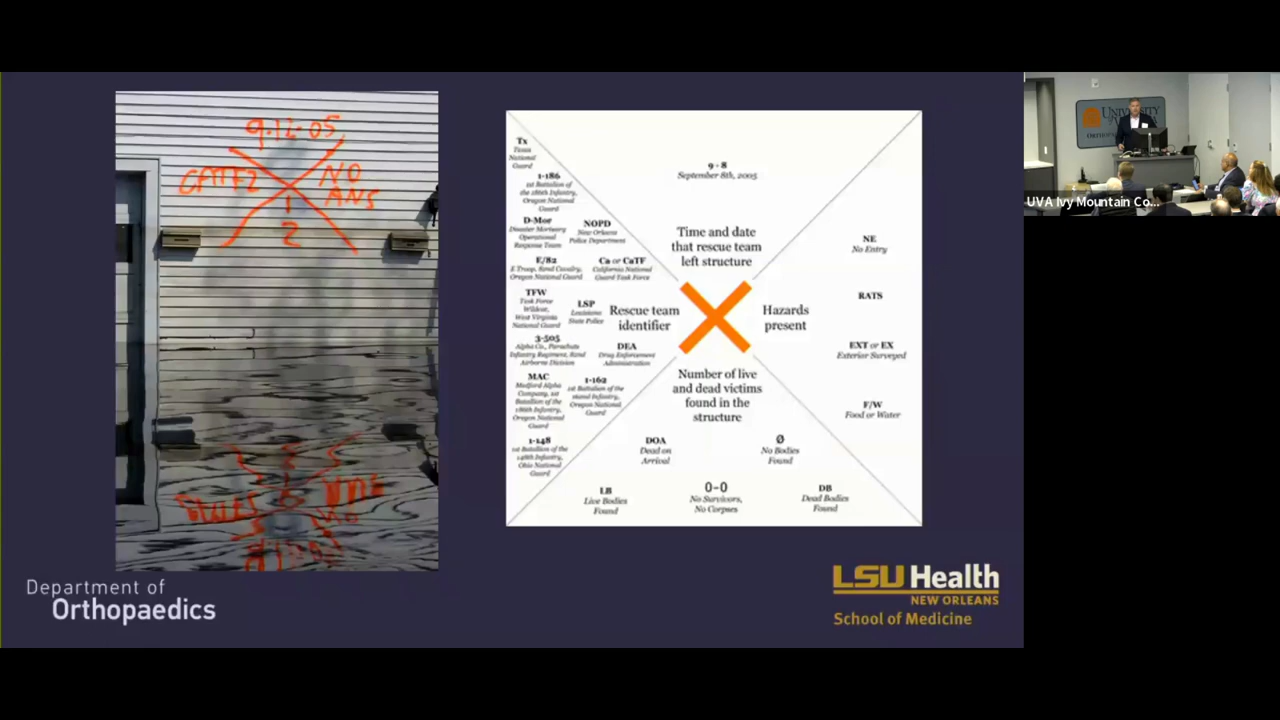 9·12·05
CATF2
NO
ANS
1
2
Tx
Texas
National
Guard
1-186
1st Battalion of
the 186th Infantry,
Oregon National
Guard
D-Mor
Disaster Mortuary
Operational
Response Team
NOPD
New Orleans
Police Department
E/82
E Troop, 82nd Cavalry,
Oregon National Guard
Ca or CaTF
California National
Guard Task Force
TFW
Task Force
Wildcat,
West Virginia
National Guard
LSP
Louisiana
State Police
3-505
Alpha Co., Parachute
Infantry Regiment, 82nd
Airborne Division
DEA
Drug Enforcement
Administration
MAC
Medford Alpha
Company, 1st
Batallion of the
186th Infantry,
Oregon National
Guard
1-162
1st Battalion of the
Infantry,
Oregon National
Guard
1-148
1st Batallion of the
148th Infantry,
Ohio National
Guard
9 - 8
September 8th, 2005
Time and date
that rescue team
left structure
Rescue team
identifier
Hazards
present
Number of live
and dead victims
found in the
structure
NE
No Entry
RATS
EXT or EX
Exterior Surveyed
F/W
Food or Water
DOA
Dead on
Arrival
Ø
No Bodies
Found
LB
Live Bodies
Found
0-0
No Survivors,
No Corpses
DB
Dead Bodies
Found
Department of
Orthopaedics
LSU Health
NEW ORLEANS
School of Medicine
UNIVERSITY
UVA Ivy Mountain Co...